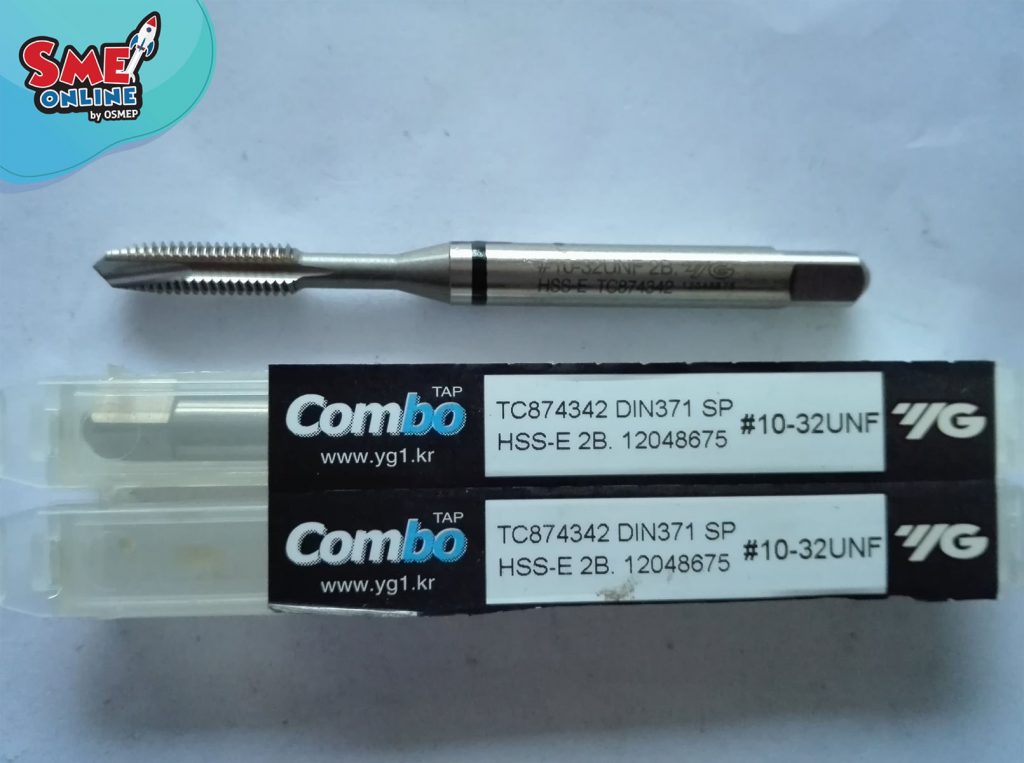 SME
ONLINE
by OSMEP
#10-32UNF 2B. YG
HSS-E TC874342
Combo TAP
www.yg1.kr
TC874342 DIN371 SP
HSS-E 2B. 12048675
#10-32UNF
YG
Combo TAP
www.yg1.kr
TC874342 DIN371 SP
HSS-E 2B. 12048675
#10-32UNF
YG